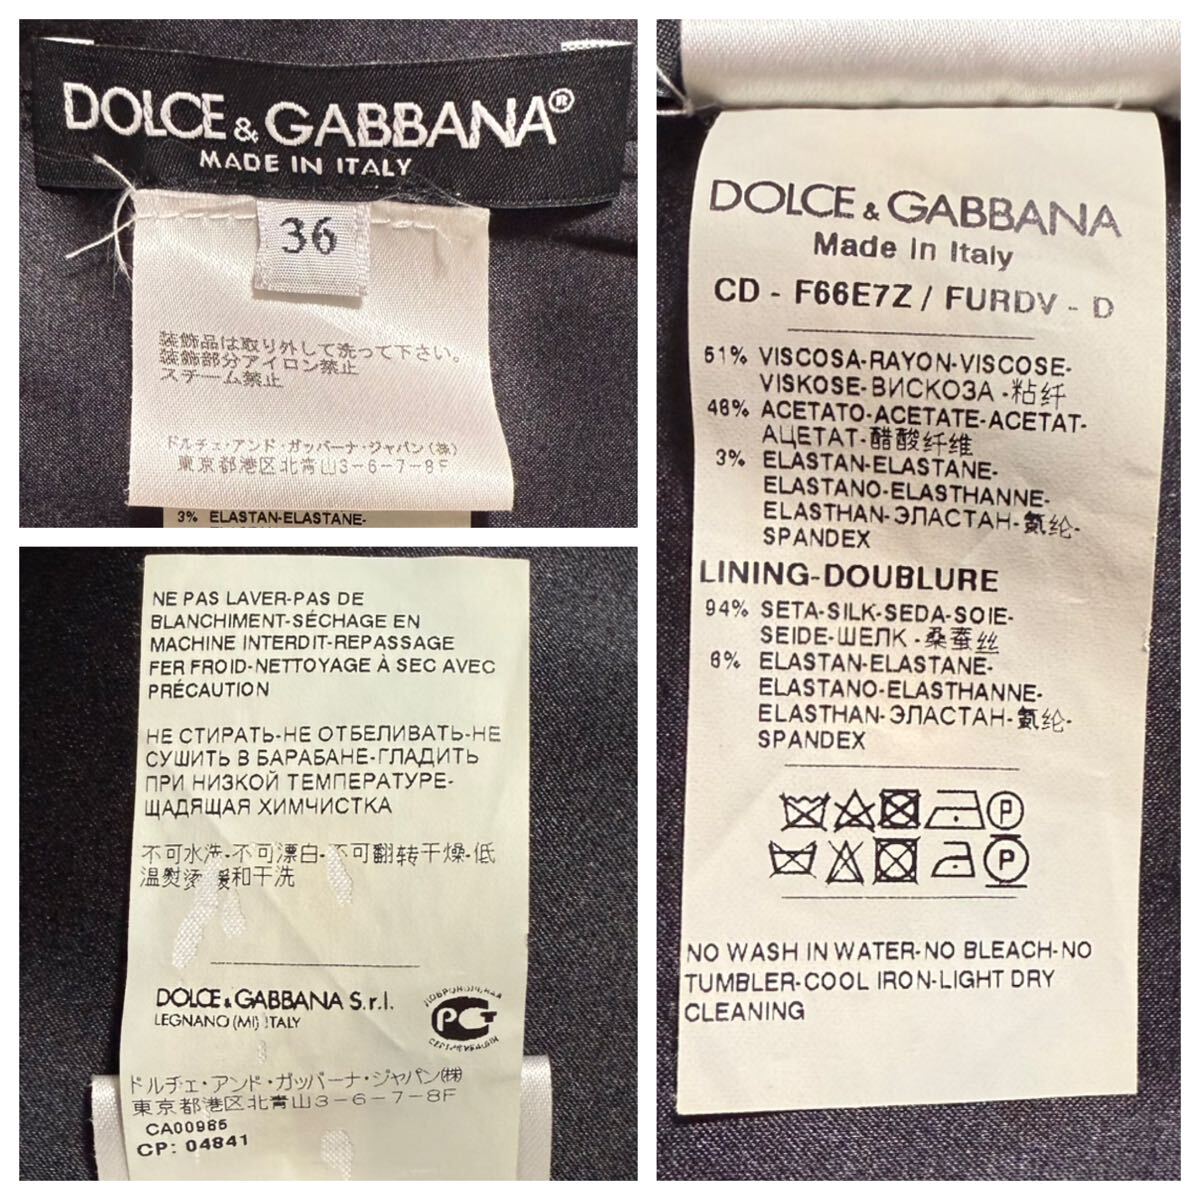 DOLCE & GABBANA®
MADE IN ITALY
36
装飾品は取り外して洗って下さい。
装飾部分アイロン禁止
スチーム禁止
ドルチェ・アンド・ガッバーナ・ジャパン(株)
東京都港区北青山3-6-7-8F
3% ELASTAN-ELASTANE-
NE PAS LAVER-PAS DE
BLANCHIMENT-SÉCHAGE EN
MACHINE INTERDIT-REPASSAGE
FER FROID-NETTOYAGE À SEC AVEC
PRÉCAUTION
НЕ СТИРАТЬ-НЕ ОТБЕЛИВАТЬ-НЕ
СУШИТЬ В БАРАБАНЕ-ГЛАДИТЬ
ПРИ НИЗКОЙ ТЕМПЕРАТУРЕ-
ЩАДЯЩАЯ ХИМЧИСТКА
不可水洗-不可漂白-不可翻转干燥-低
温熨烫-缓和干洗
DOLCE & GABBANA S.r.l.
LEGNANO (MI) ITALY
ДОБРОВОЛЬНАЯ
РСТ
СЕРТИФИКАЦИЯ
ドルチェ・アンド・ガッバーナ・ジャパン(株)
東京都港区北青山3-6-7-8F
CA00965
CP: 04841
DOLCE & GABBANA
Made in Italy
CD - F66E7Z / FURDV - D
51% VISCOSA-RAYON-VISCOSE-
VISKOSE-ВИСКОЗА -粘纤
46% ACETATO-ACETATE-ACETAT-
АЦЕТАТ-醋酸纤维
3% ELASTAN-ELASTANE-
ELASTANO-ELASTHANNE-
ELASTHAN-ЭЛАСТАН-氨纶-
SPANDEX
LINING-DOUBLURE
94% SETA-SILK-SEDA-SOIE-
SEIDE-ШЕЛК -桑蚕丝
6% ELASTAN-ELASTANE-
ELASTANO-ELASTHANNE-
ELASTHAN-ЭЛАСТАН-氨纶-
SPANDEX
P
P
NO WASH IN WATER-NO BLEACH-NO
TUMBLER-COOL IRON-LIGHT DRY
CLEANING